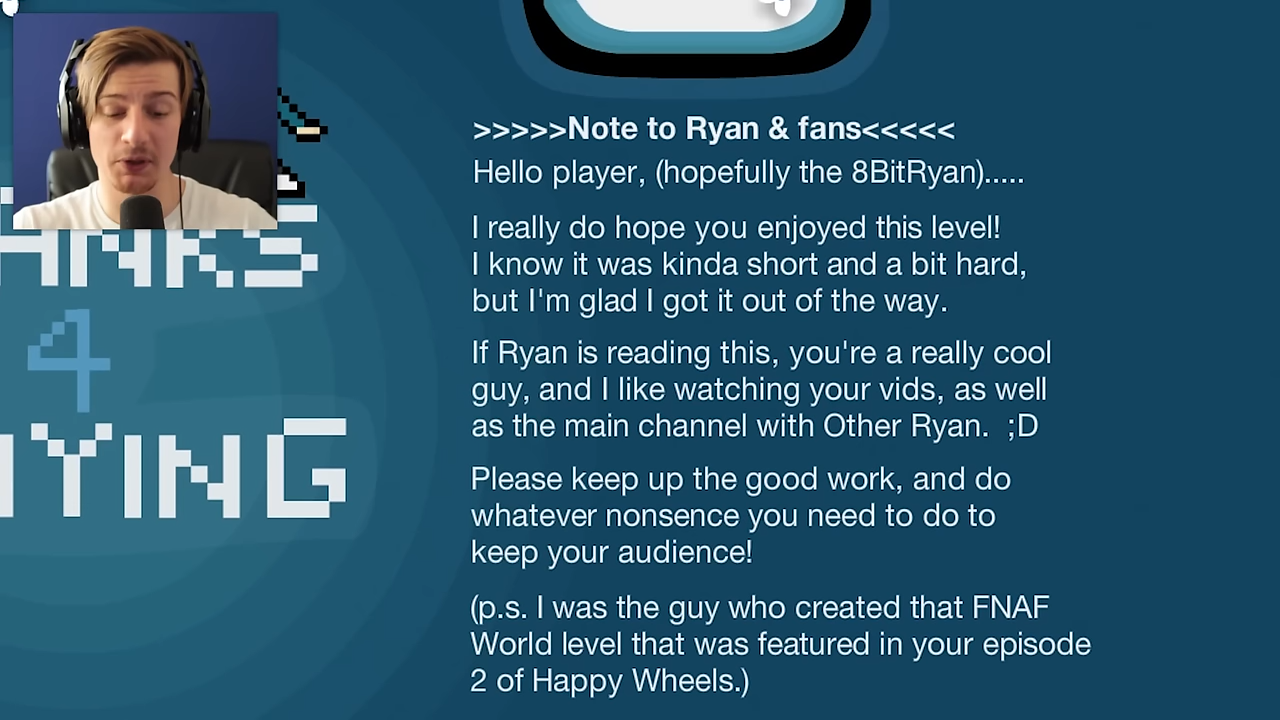 ANKS
4
YING
>>>>>Note to Ryan & fans<<<<<
Hello player, (hopefully the 8BitRyan).....
I really do hope you enjoyed this level!
I know it was kinda short and a bit hard,
but I'm glad I got it out of the way.
If Ryan is reading this, you're a really cool
guy, and I like watching your vids, as well
as the main channel with Other Ryan.  ;D
Please keep up the good work, and do
whatever nonsence you need to do to
keep your audience!
(p.s. I was the guy who created that FNAF
World level that was featured in your episode
2 of Happy Wheels.)